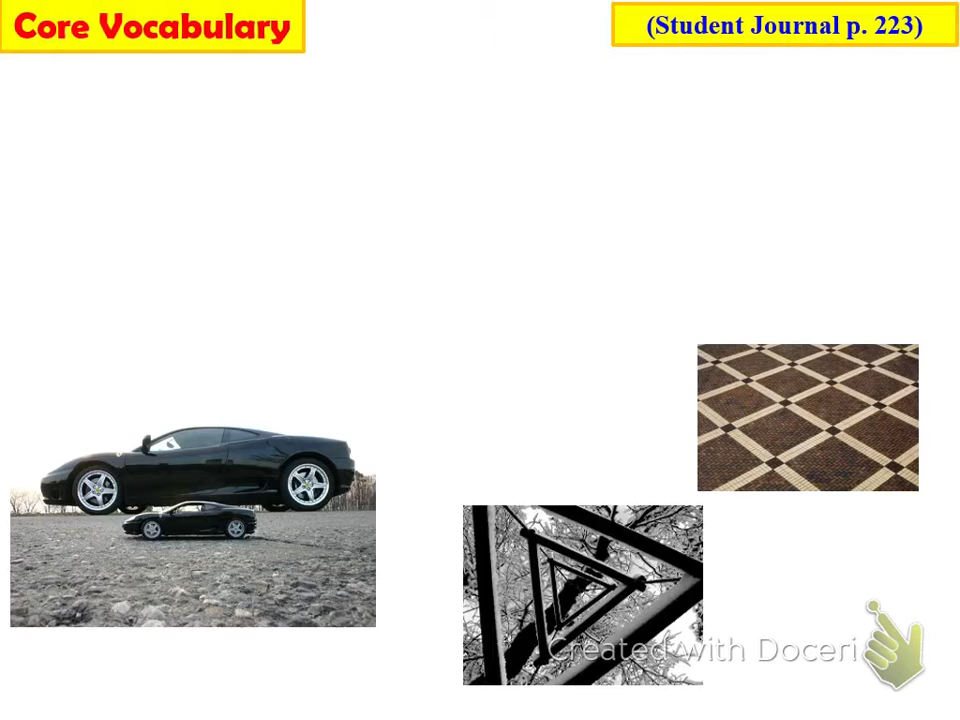 Core Vocabulary
(Student Journal p. 223)
Created with Doceri